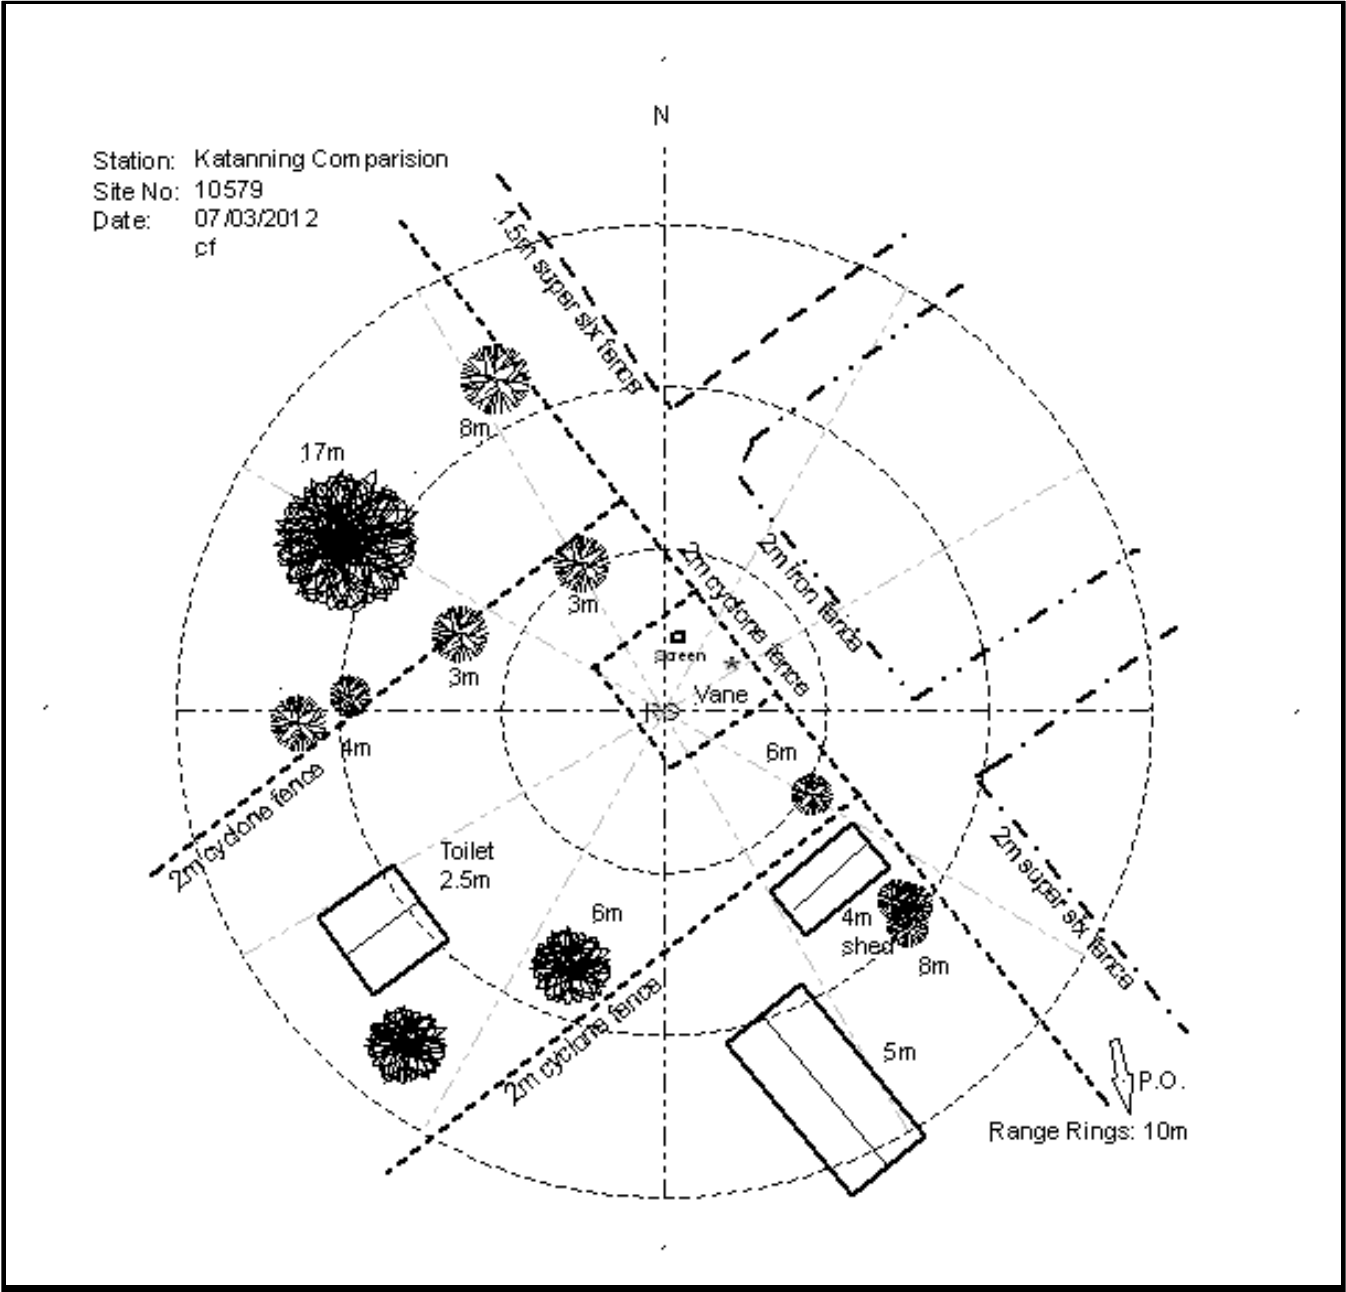 N
Station: Katanning Comparision
Site No: 10579
Date: 07/03/2012
cf
1.5m super six fence
8m
17m
2m iron fence
2m cyclone fence
3m
Screen
3m
Vane
RG
4m
6m
2m cyclone fence
Toilet
2.5m
2m super six fence
6m
4m
shed
8m
2m cyclone fence
5m
P.O.
Range Rings: 10m